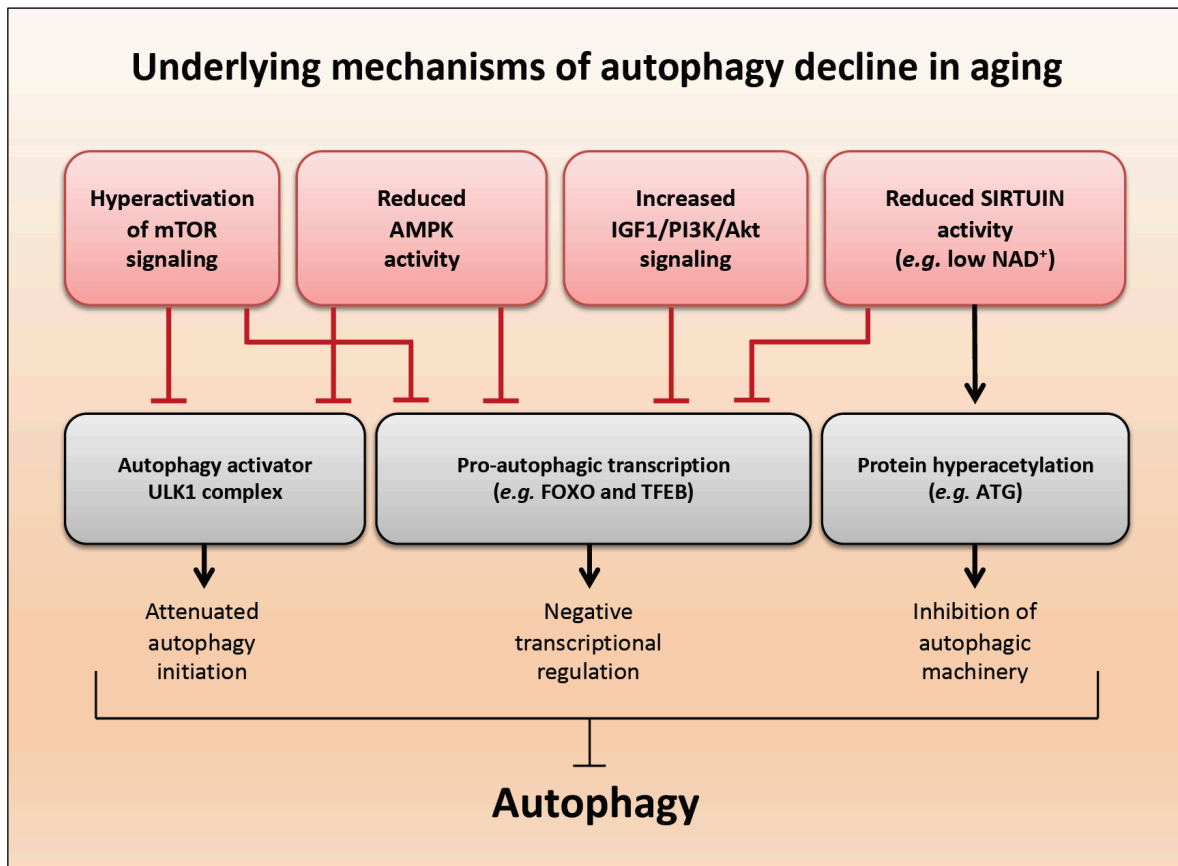 Underlying mechanisms of autophagy decline in aging
Hyperactivation
of mTOR
signaling
Reduced
AMPK
activity
Increased
IGF1/PI3K/Akt
signaling
Reduced SIRTUIN
activity
(e.g. low NAD⁺)
Autophagy activator
ULK1 complex
Pro-autophagic transcription
(e.g. FOXO and TFEB)
Protein hyperacetylation
(e.g. ATG)
Attenuated
autophagy
initiation
Negative
transcriptional
regulation
Inhibition of
autophagic
machinery
Autophagy